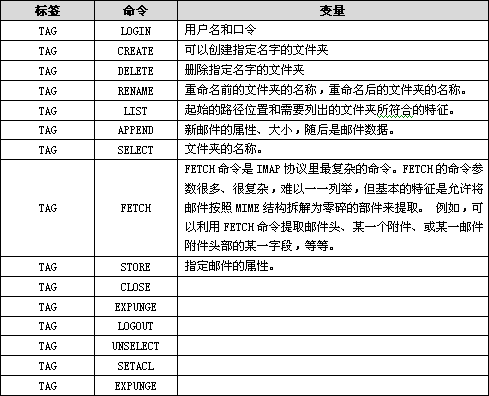 标签 命令 变量
TAG LOGIN 用户名和口令
TAG CREATE 可以创建指定名字的文件夹
TAG DELETE 删除指定名字的文件夹
TAG RENAME 重命名前的文件夹的名称,重命名后的文件夹的名称。
TAG LIST 起始的路径位置和需要列出的文件夹所符合的特征。
TAG APPEND 新邮件的属性、大小,随后是邮件数据。
TAG SELECT 文件夹的名称。
FETCH 命令是 IMAP 协议里最复杂的命令。FETCH 的命令参
数很多、很复杂,难以一一列举,但基本的特征是允许将
TAG FETCH 邮件按照 MIME 结构拆解为零碎的部件来提取。 例如,可
以利用 FETCH 命令提取邮件头、某一个附件、或某一邮件
附件头部的某一字段,等等。
TAG STORE 指定邮件的属性。
TAG CLOSE
TAG EXPUNGE
TAG LOGOUT
TAG UNSELECT
TAG SETACL
TAG EXPUNGE